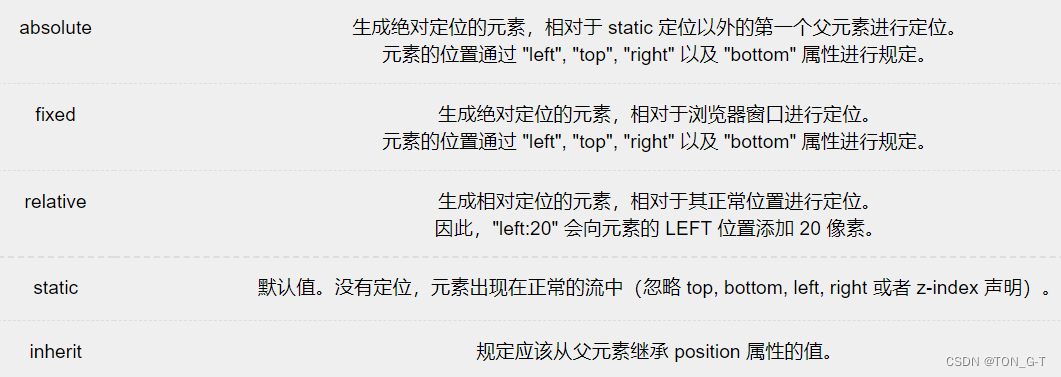 absolute
生成绝对定位的元素，相对于 static 定位以外的第一个父元素进行定位。
元素的位置通过 "left", "top", "right" 以及 "bottom" 属性进行规定。
fixed
生成绝对定位的元素，相对于浏览器窗口进行定位。
元素的位置通过 "left", "top", "right" 以及 "bottom" 属性进行规定。
relative
生成相对定位的元素，相对于其正常位置进行定位。
因此，"left:20" 会向元素的 LEFT 位置添加 20 像素。
static
默认值。没有定位，元素出现在正常的流中（忽略 top, bottom, left, right 或者 z-index 声明）。
inherit
规定应该从父元素继承 position 属性的值。
CSDN @TON_G-T